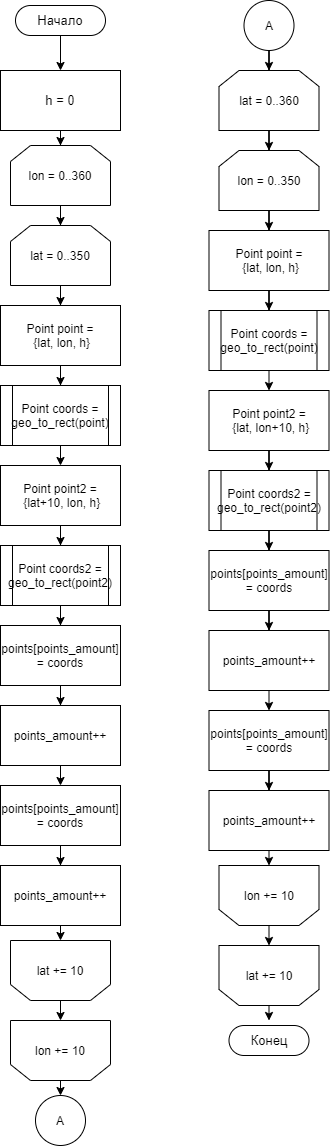 Начало
h = 0
lon = 0..360
lat = 0..350
Point point =
{lat, lon, h}
Point coords =
geo_to_rect(point)
Point point2 =
{lat+10, lon, h}
Point coords2 =
geo_to_rect(point2)
points[points_amount]
= coords
points_amount++
points[points_amount]
= coords
points_amount++
lat += 10
lon += 10
A
A
lat = 0..360
lon = 0..350
Point point =
{lat, lon, h}
Point coords =
geo_to_rect(point)
Point point2 =
{lat, lon+10, h}
Point coords2 =
geo_to_rect(point2)
points[points_amount]
= coords
points_amount++
points[points_amount]
= coords
points_amount++
lon += 10
lat += 10
Конец